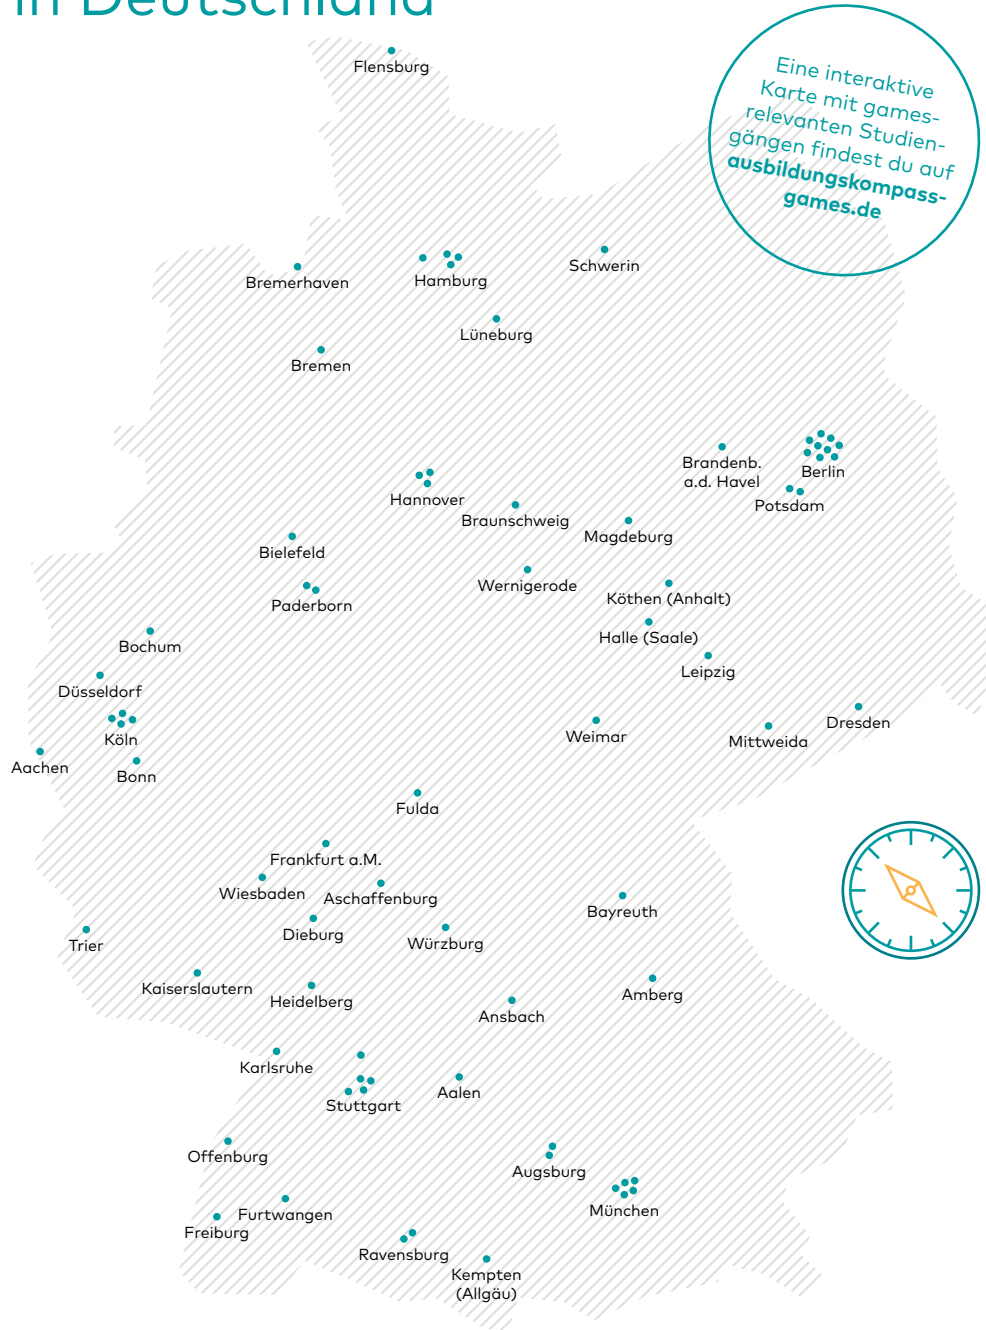 in Deutschland
Eine interaktive
Karte mit games-
relevanten Studien-
gängen findest du auf
ausbildungskompass-
games.de
Flensburg
Schwerin
Bremerhaven
Hamburg
Lüneburg
Bremen
Brandenb.
a.d. Havel
Berlin
Hannover
Potsdam
Braunschweig
Magdeburg
Bielefeld
Wernigerode
Köthen (Anhalt)
Paderborn
Halle (Saale)
Bochum
Leipzig
Düsseldorf
Dresden
Weimar
Köln
Mittweida
Aachen
Bonn
Fulda
Frankfurt a.M.
Wiesbaden
Aschaffenburg
Bayreuth
Dieburg
Würzburg
Trier
Kaiserslautern
Amberg
Heidelberg
Ansbach
Karlsruhe
Aalen
Stuttgart
Offenburg
Augsburg
München
Furtwangen
Freiburg
Ravensburg
Kempten
(Allgäu)